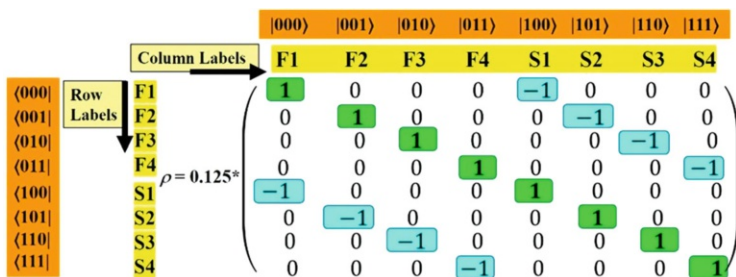 |000⟩ |001⟩ |010⟩ |011⟩ |100⟩ |101⟩ |110⟩ |111⟩
Column Labels F1 F2 F3 F4 S1 S2 S3 S4
⟨000| Row Labels F1 1 0 0 0 −1 0 0 0
⟨001| F2 0 1 0 0 0 −1 0 0
⟨010| F3 0 0 1 0 0 0 −1 0
⟨011| F4 0 0 0 1 0 0 0 −1
ρ = 0.125*
⟨100| S1 −1 0 0 0 1 0 0 0
⟨101| S2 0 −1 0 0 0 1 0 0
⟨110| S3 0 0 −1 0 0 0 1 0
⟨111| S4 0 0 0 −1 0 0 0 1